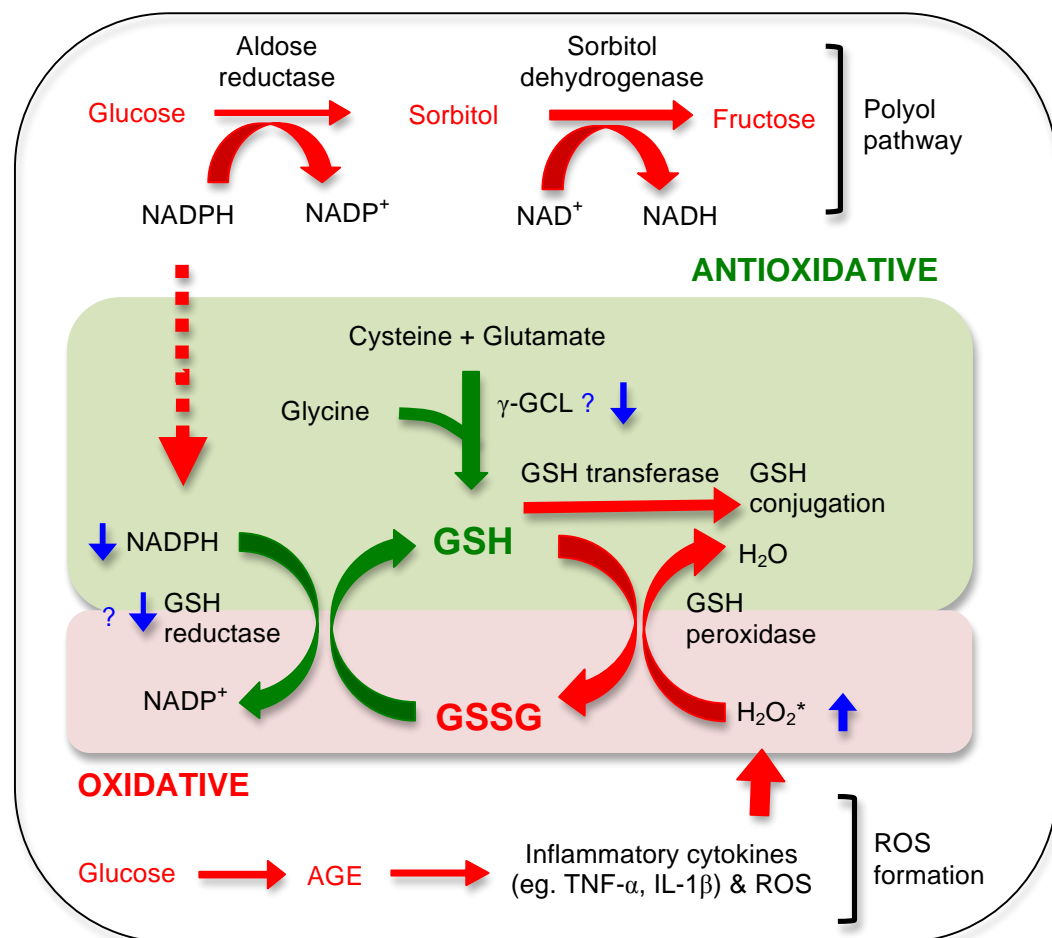 Aldose
reductase
Sorbitol
dehydrogenase
Glucose
Sorbitol
Fructose
Polyol
pathway
NADPH
NADP⁺
NAD⁺
NADH
ANTIOXIDATIVE
Cysteine + Glutamate
Glycine
γ-GCL ?
GSH transferase
GSH
conjugation
NADPH
GSH
H₂O
? GSH
reductase
GSH
peroxidase
NADP⁺
GSSG
H₂O₂*
OXIDATIVE
Glucose
AGE
Inflammatory cytokines
(eg. TNF-α, IL-1β) & ROS
ROS
formation